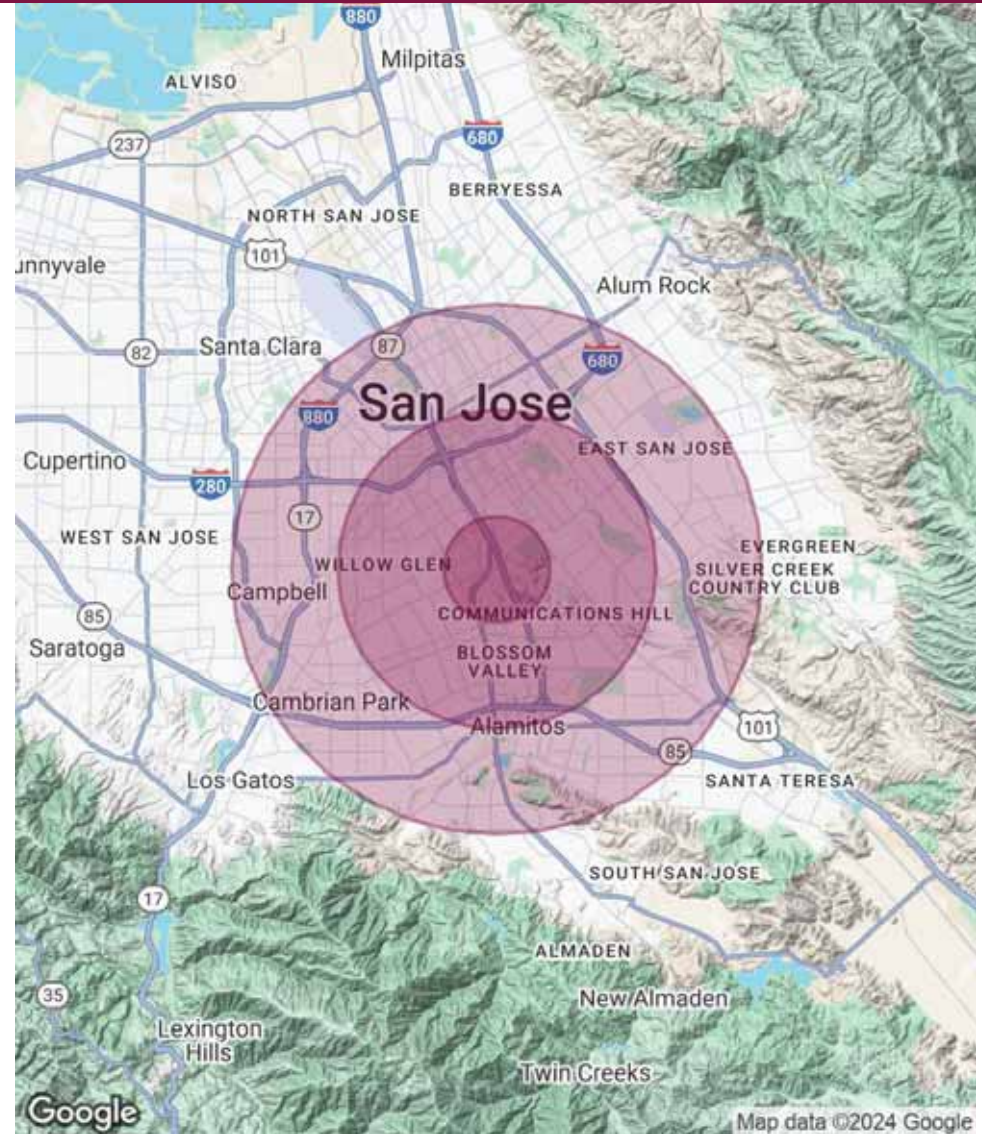 880
Milpitas
ALVISO
237
680
BERRYESSA
NORTH SAN JOSE
101
unnyvale
Alum Rock
82
Santa Clara
87
680
880
San Jose
EAST SAN JOSE
Cupertino
280
17
WEST SAN JOSE
WILLOW GLEN
EVERGREEN
SILVER CREEK
COUNTRY CLUB
Campbell
COMMUNICATIONS HILL
85
Saratoga
BLOSSOM
VALLEY
Cambrian Park
Alamitos
101
85
Los Gatos
SANTA TERESA
SOUTH SAN JOSE
17
ALMADEN
35
New Almaden
Lexington
Hills
Twin Creeks
Google
Map data ©2024 Google